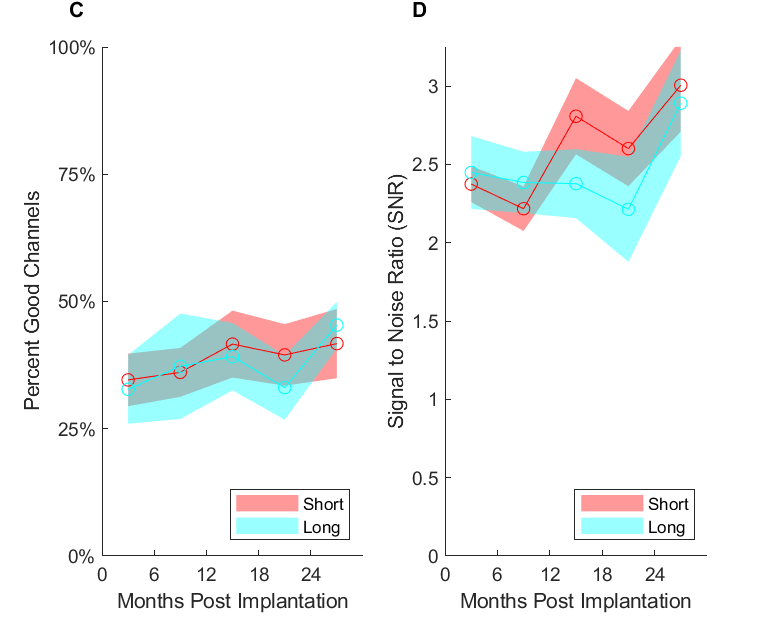 C
100%
75%
50%
25%
0%
Percent Good Channels
0 6 12 18 24
Months Post Implantation
Short
Long
D
3
2.5
2
1.5
1
0.5
0
Signal to Noise Ratio (SNR)
0 6 12 18 24
Months Post Implantation
Short
Long